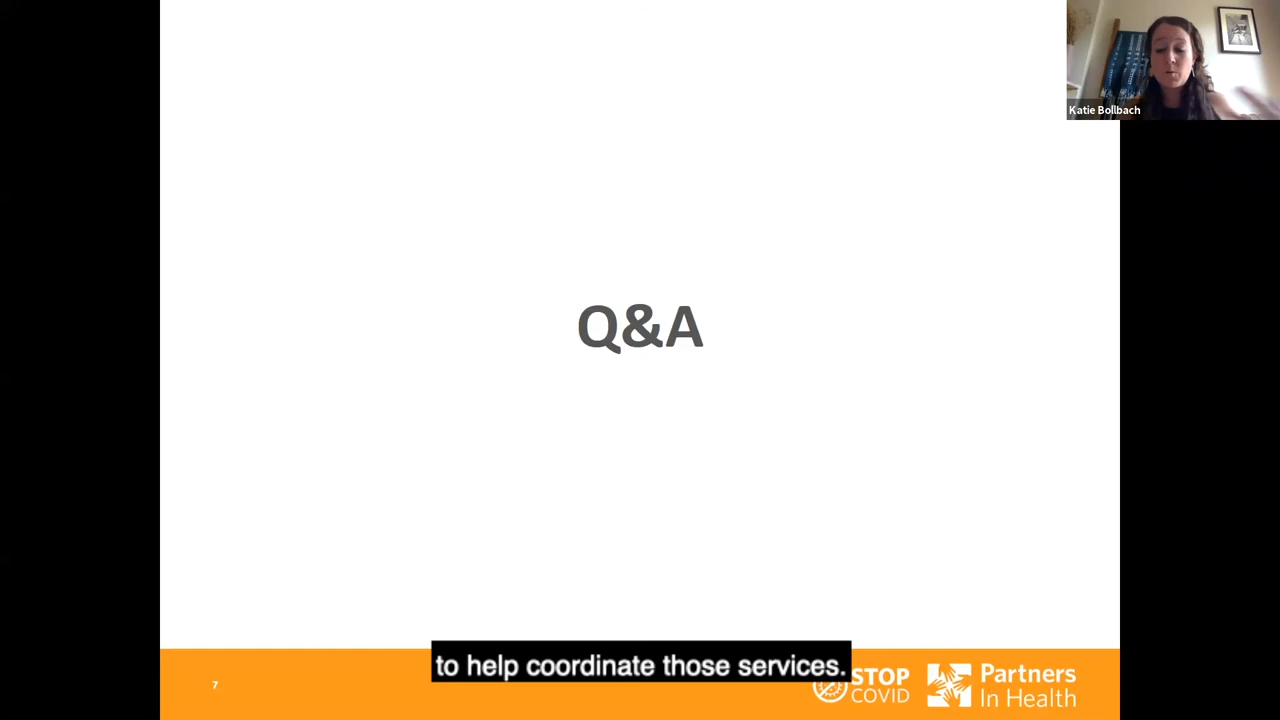 Katie Bollbach
Q&A
to help coordinate those services.
7
STOP
COVID
Partners
In Health